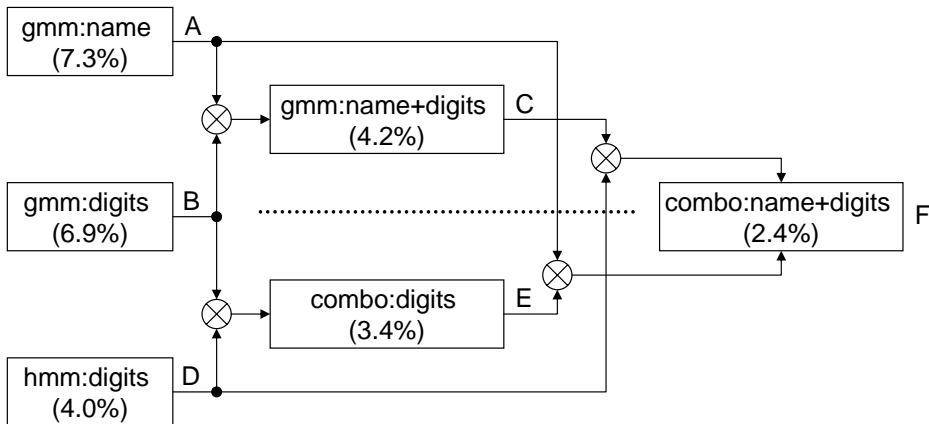 gmm:name
(7.3%)
A
gmm:name+digits
(4.2%)
C
gmm:digits
(6.9%)
B
combo:name+digits
(2.4%)
F
combo:digits
(3.4%)
E
hmm:digits
(4.0%)
D